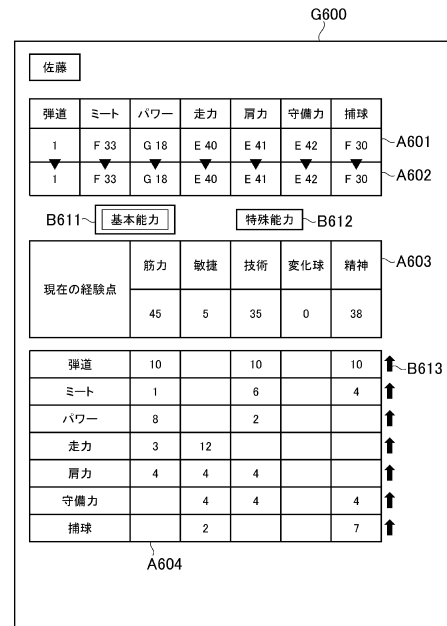 G600
佐藤
弾道 ミート パワー 走力 肩力 守備力 捕球
1 F 33 G 18 E 40 E 41 E 42 F 30 A601
1 F 33 G 18 E 40 E 41 E 42 F 30 A602
B611 基本能力 特殊能力 B612
現在の経験点 筋力 敏捷 技術 変化球 精神 A603
45 5 35 0 38
弾道 10 10 10 B613
ミート 1 6 4
パワー 8 2
走力 3 12
肩力 4 4 4
守備力 4 4 4
捕球 2 7
A604